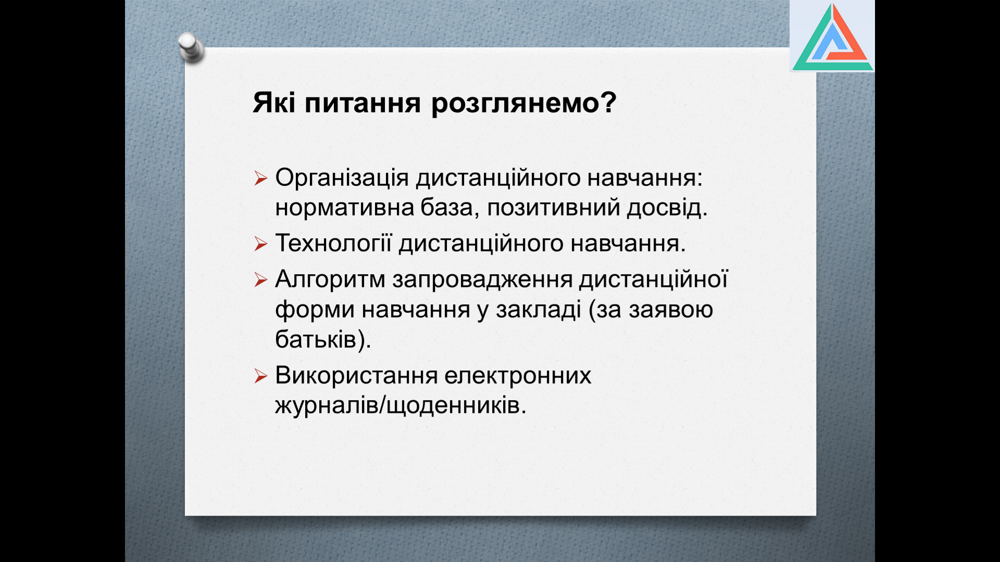 Які питання розглянемо?
Організація дистанційного навчання:
нормативна база, позитивний досвід.
Технології дистанційного навчання.
Алгоритм запровадження дистанційної
форми навчання у закладі (за заявою
батьків).
Використання електронних
журналів/щоденників.